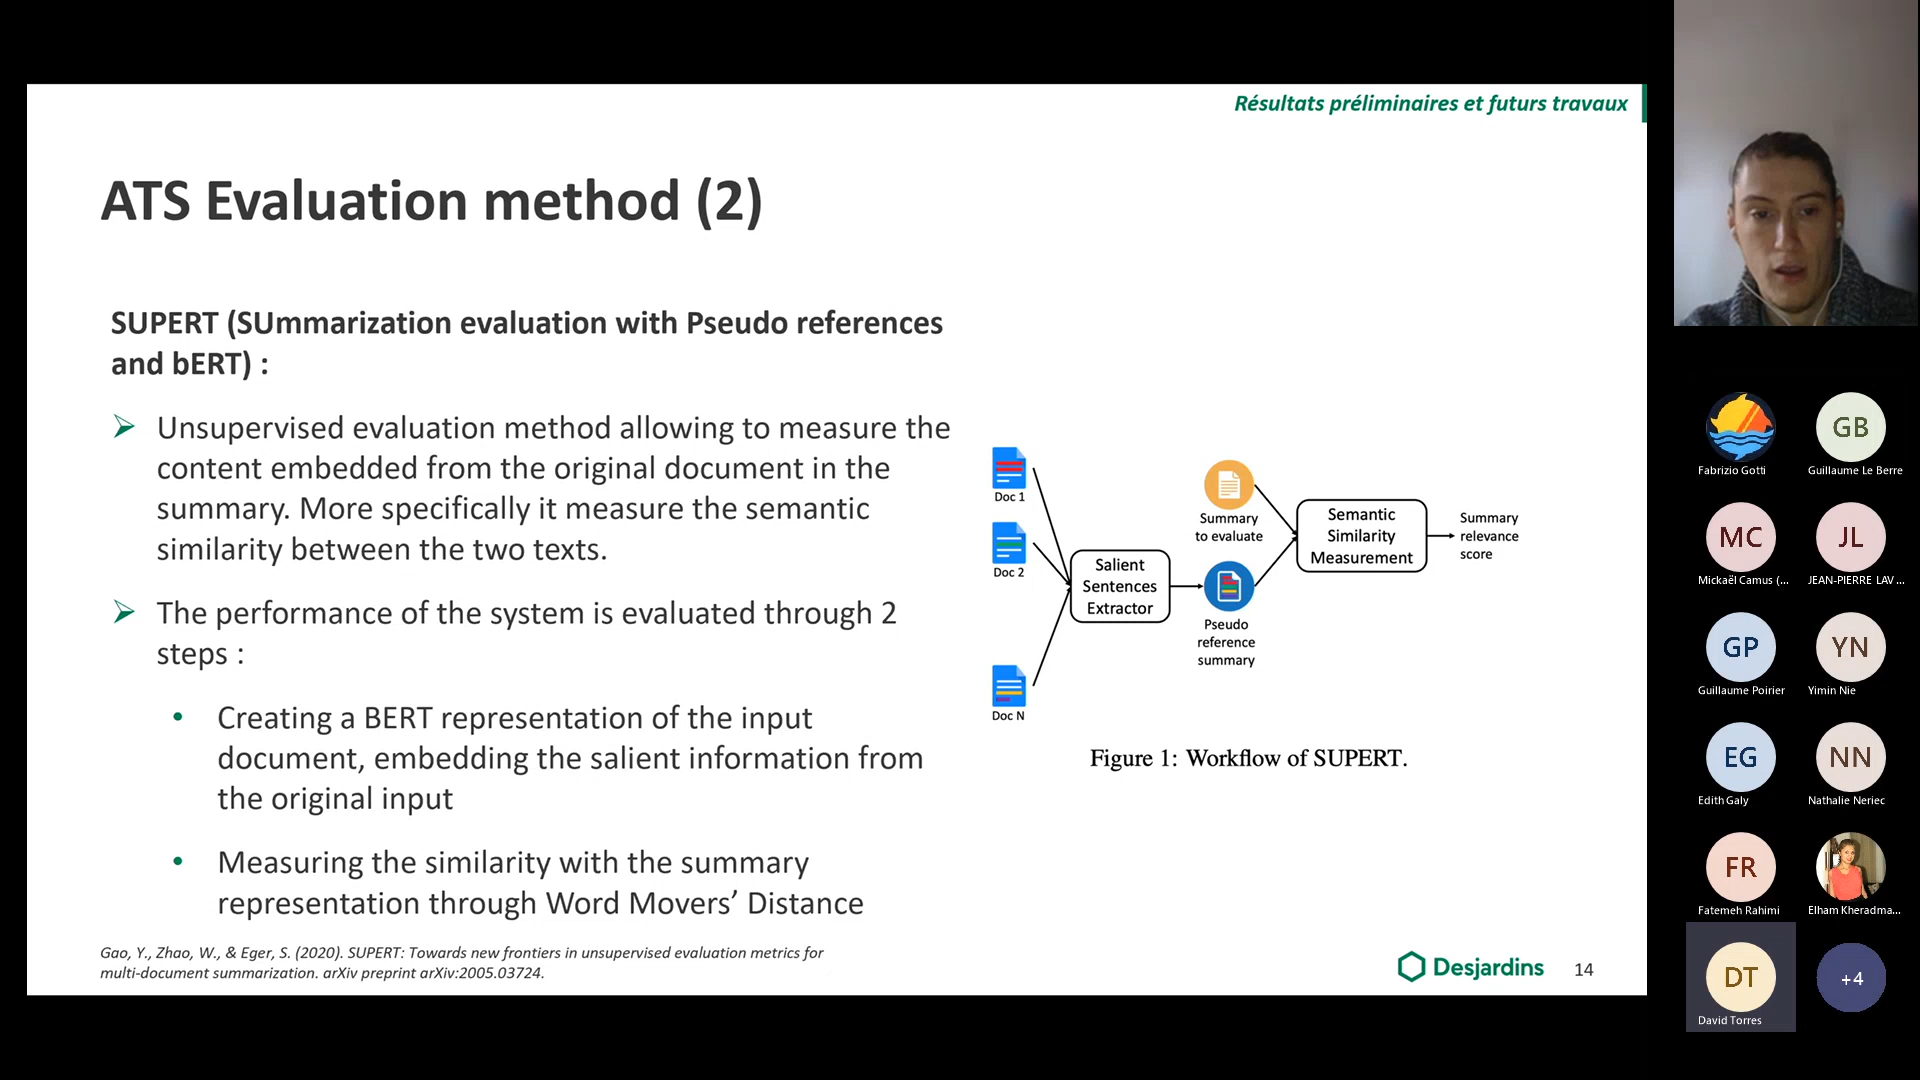 Résultats préliminaires et futurs travaux
ATS Evaluation method (2)
SUPERT (SUmmarization evaluation with Pseudo references
and bERT) :
Unsupervised evaluation method allowing to measure the
content embedded from the original document in the
summary. More specifically it measure the semantic
similarity between the two texts.
The performance of the system is evaluated through 2
steps :
Creating a BERT representation of the input
document, embedding the salient information from
the original input
Measuring the similarity with the summary
representation through Word Movers’ Distance
Doc 1
Doc 2
Doc N
Salient
Sentences
Extractor
Summary
to evaluate
Pseudo
reference
summary
Semantic
Similarity
Measurement
Summary
relevance
score
Figure 1: Workflow of SUPERT.
Gao, Y., Zhao, W., & Eger, S. (2020). SUPERT: Towards new frontiers in unsupervised evaluation metrics for
multi-document summarization. arXiv preprint arXiv:2005.03724.
Desjardins
14
Fabrizio Gotti
GB
Guillaume Le Berre
MC
Mickaël Camus (...
JL
JEAN-PIERRE LAV ...
GP
Guillaume Poirier
YN
Yimin Nie
EG
Edith Galy
NN
Nathalie Neriec
FR
Fatemeh Rahimi
Elham Kheradma...
DT
David Torres
+4